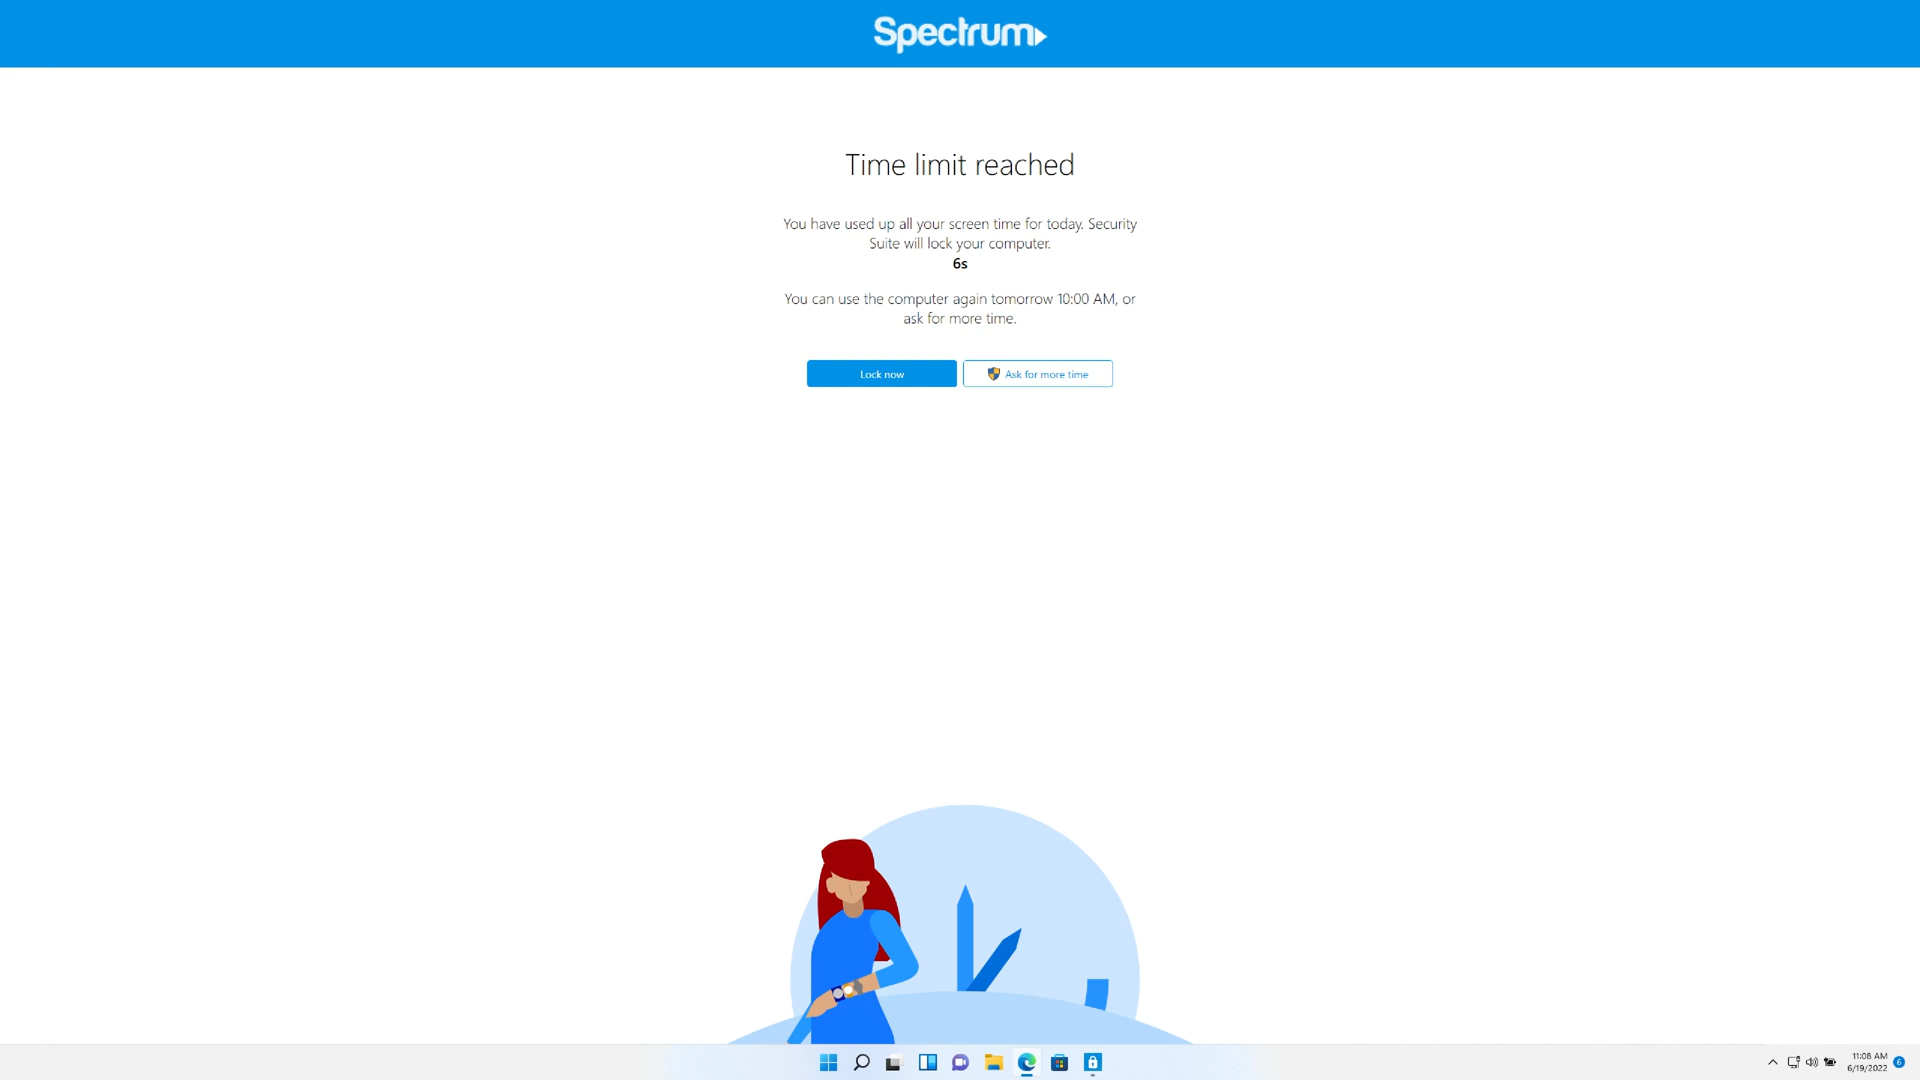 Spectrum
Time limit reached
You have used up all your screen time for today. Security
Suite will lock your computer.
6s
You can use the computer again tomorrow 10:00 AM, or
ask for more time.
Lock now
Ask for more time
11:08 AM
6/19/2022
6